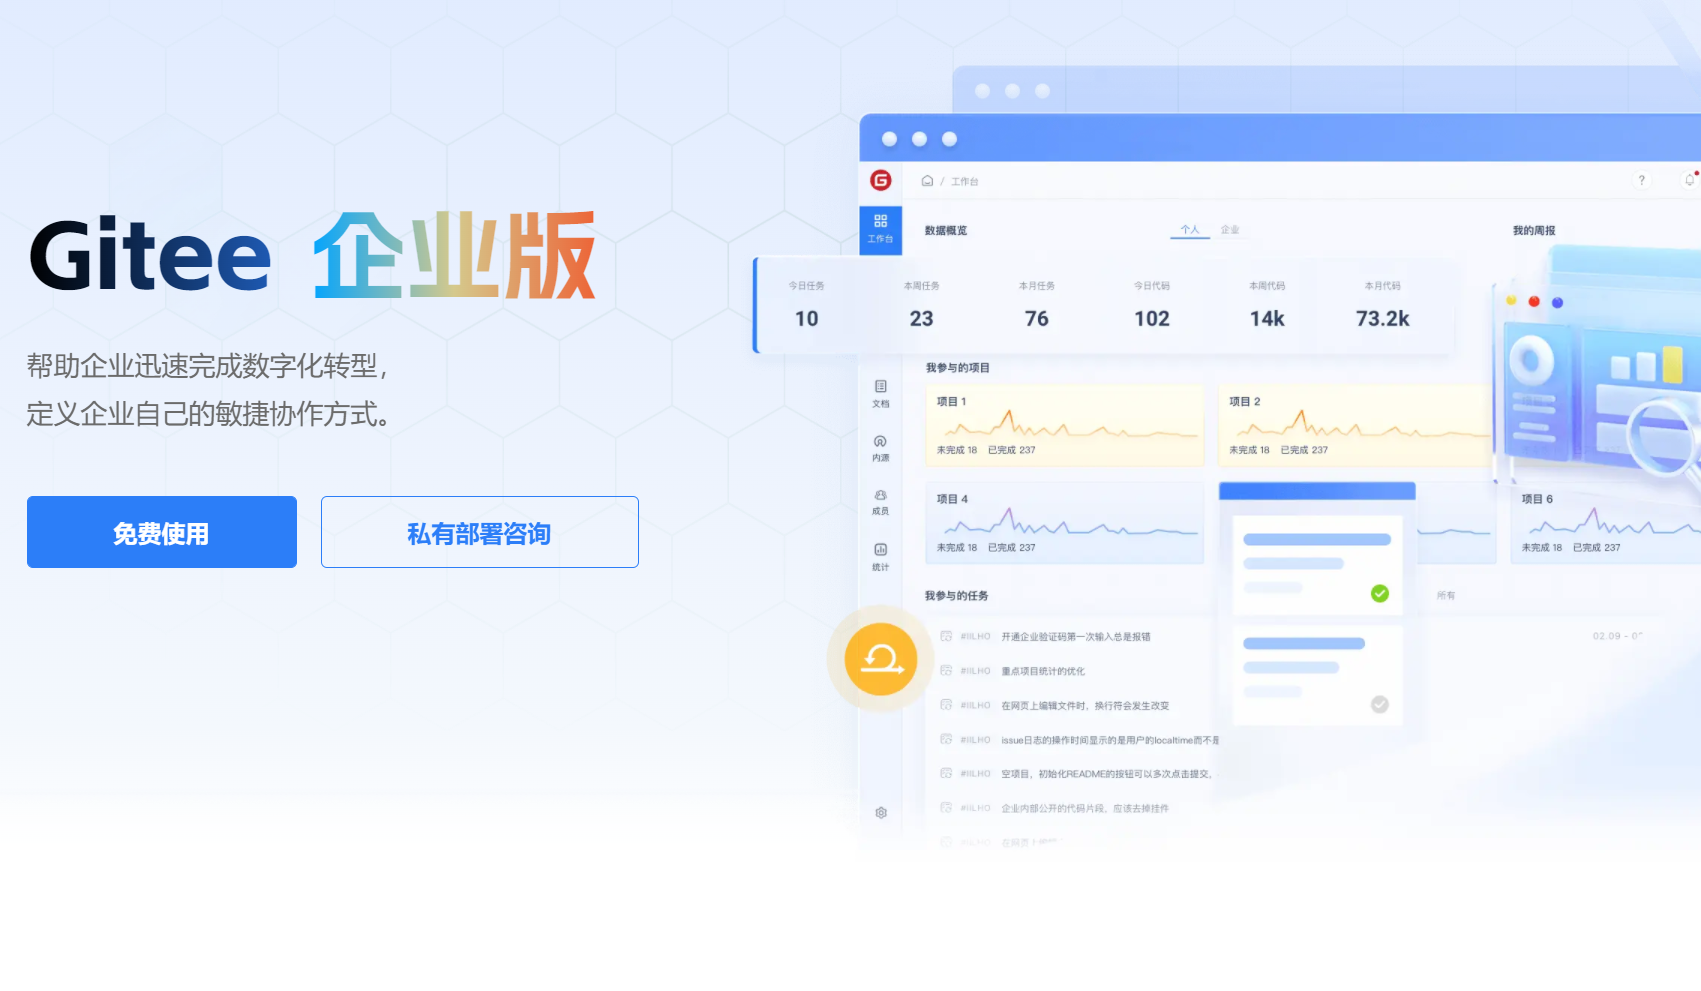 Gitee 企业版
帮助企业迅速完成数字化转型，
定义企业自己的敏捷协作方式。
免费使用
私有部署咨询
/ 工作台
?
工作台
数据概览
个人 企业
我的周报
今日任务 本周任务 本月任务 今日代码 本周代码 本月代码
10 23 76 102 14k 73.2k
我参与的项目
文档
内源
成员
统计
项目 1
未完成 18 已完成 237
项目 2
未完成 18 已完成 237
项目 4
未完成 18 已完成 237
项目 6
未完成 18 已完成 237
我参与的任务
所有
#IILHO 开通企业验证码第一次输入总是报错
02.09 - 0
#IILHO 重点项目统计的优化
#IILHO 在网页上编辑文件时，换行符会发生改变
#IILHO issue日志的操作时间显示的是用户的localtime而不是
#IILHO 空项目，初始化README的按钮可以多次点击提交，
#IILHO 企业内部公开的代码片段，应该去掉挂件
#IILHO 在网页上